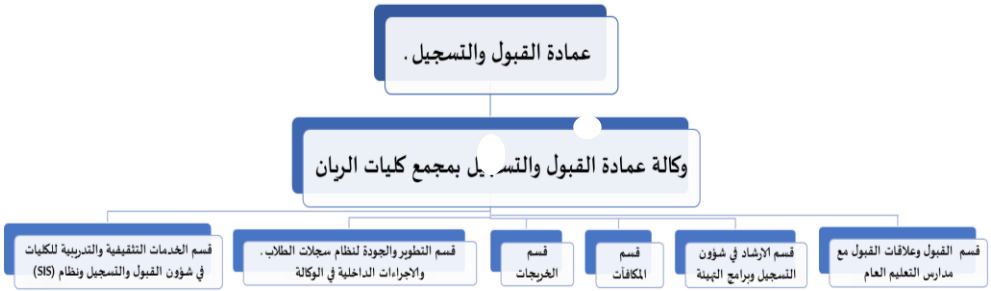 عمادة القبول والتسجيل .
وكالة عمادة القبول والتسجيل بمجمع كليات الريان
قسم القبول وعلاقات القبول مع
مدارس التعليم العام
قسم الارشاد في شؤون
التسجيل وبرامج التهيئة
قسم
المكافآت
قسم
الخريجات
قسم التطوير والجودة لنظام سجلات الطلاب .
والاجراءات الداخلية في الوكالة
قسم الخدمات التثقيفية والتدريبية للكليات
في شؤون القبول والتسجيل ونظام (SIS)